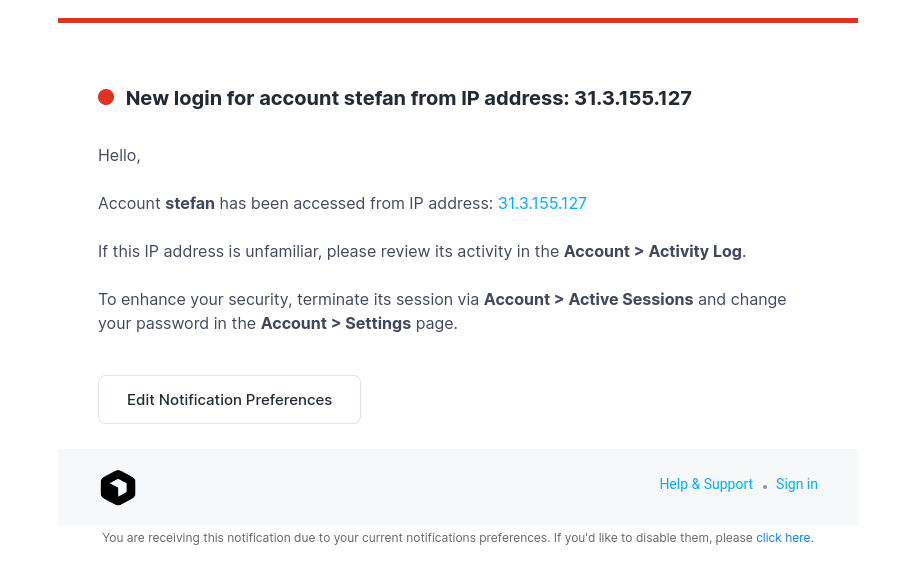 New login for account stefan from IP address: 31.3.155.127
Hello,
Account stefan has been accessed from IP address: 31.3.155.127
If this IP address is unfamiliar, please review its activity in the Account > Activity Log.
To enhance your security, terminate its session via Account > Active Sessions and change
your password in the Account > Settings page.
Edit Notification Preferences
Help & Support • Sign in
You are receiving this notification due to your current notifications preferences. If you'd like to disable them, please click here.